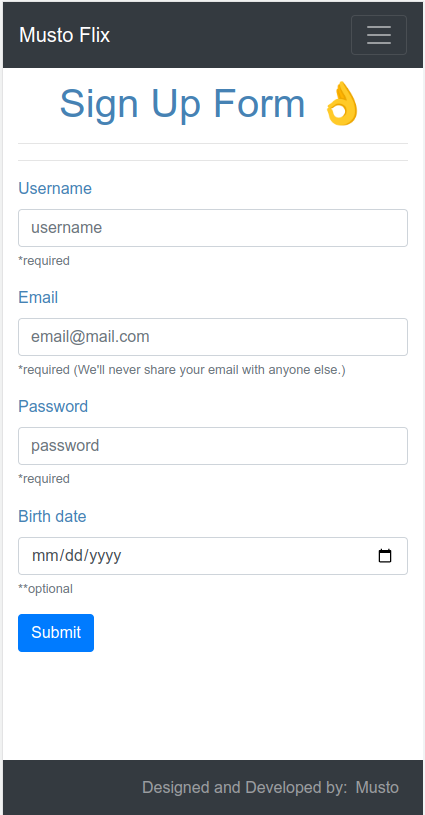 Musto Flix
Sign Up Form 👌
Username
username
*required
Email
email@mail.com
*required (We'll never share your email with anyone else.)
Password
password
*required
Birth date
mm/dd/yyyy
**optional
Submit
Designed and Developed by: Musto